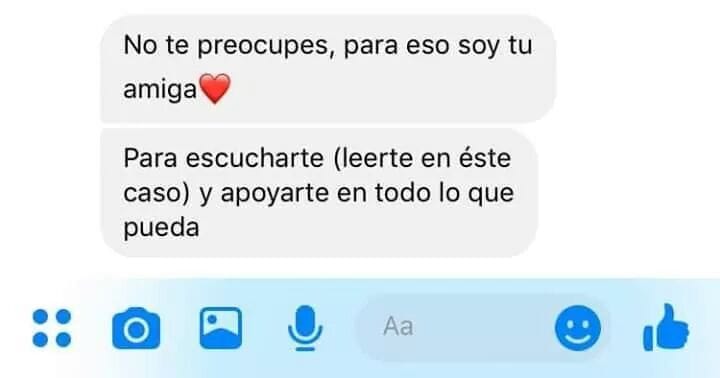 No te preocupes, para eso soy tu
amiga❤️
Para escucharte (leerte en éste
caso) y apoyarte en todo lo que
pueda
Aa